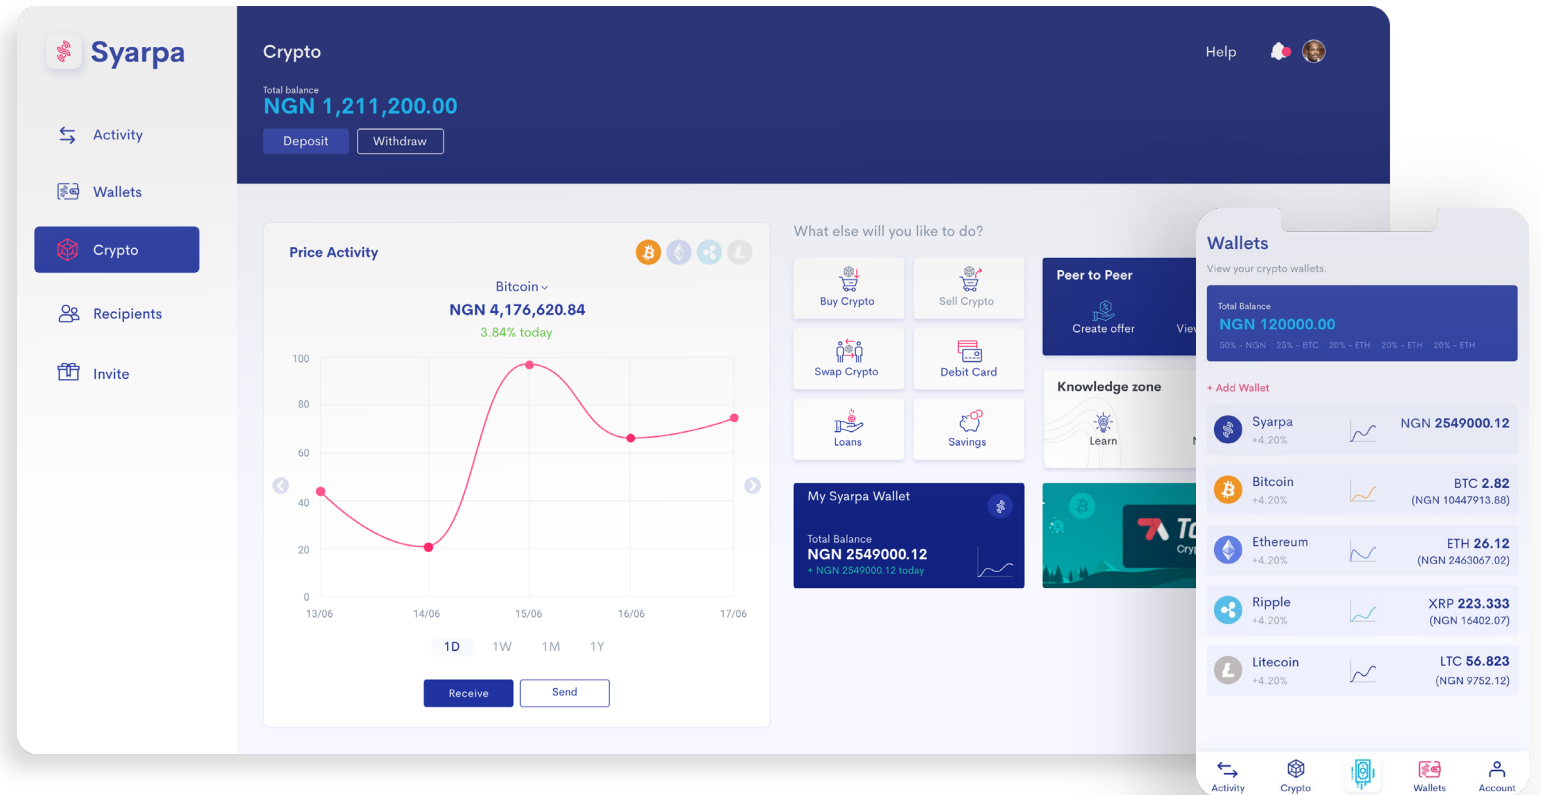 Syarpa
Activity
Wallets
Crypto
Recipients
Invite
Crypto
Help
Total balance
NGN 1,211,200.00
Deposit
Withdraw
Price Activity
Bitcoin
NGN 4,176,620.84
3.84% today
100
80
60
40
20
0
13/06 14/06 15/06 16/06 17/06
1D 1W 1M 1Y
Receive
Send
What else will you like to do?
Buy Crypto
Sell Crypto
Swap Crypto
Debit Card
Loans
Savings
My Syarpa Wallet
Total Balance
NGN 2549000.12
+ NGN 2549000.12 today
Peer to Peer
Create offer
Knowledge zone
Learn
Wallets
View your crypto wallets.
Total Balance
NGN 120000.00
50% - NGN 25% - BTC 20% - ETH 20% - ETH 20% - ETH
+ Add Wallet
Syarpa NGN 2549000.12
+4.20%
Bitcoin BTC 2.82
+4.20% (NGN 10447913.88)
Ethereum ETH 26.12
+4.20% (NGN 2463067.02)
Ripple XRP 223.333
+4.20% (NGN 16402.07)
Litecoin LTC 56.823
+4.20% (NGN 9752.12)
Activity
Crypto
Wallets
Account